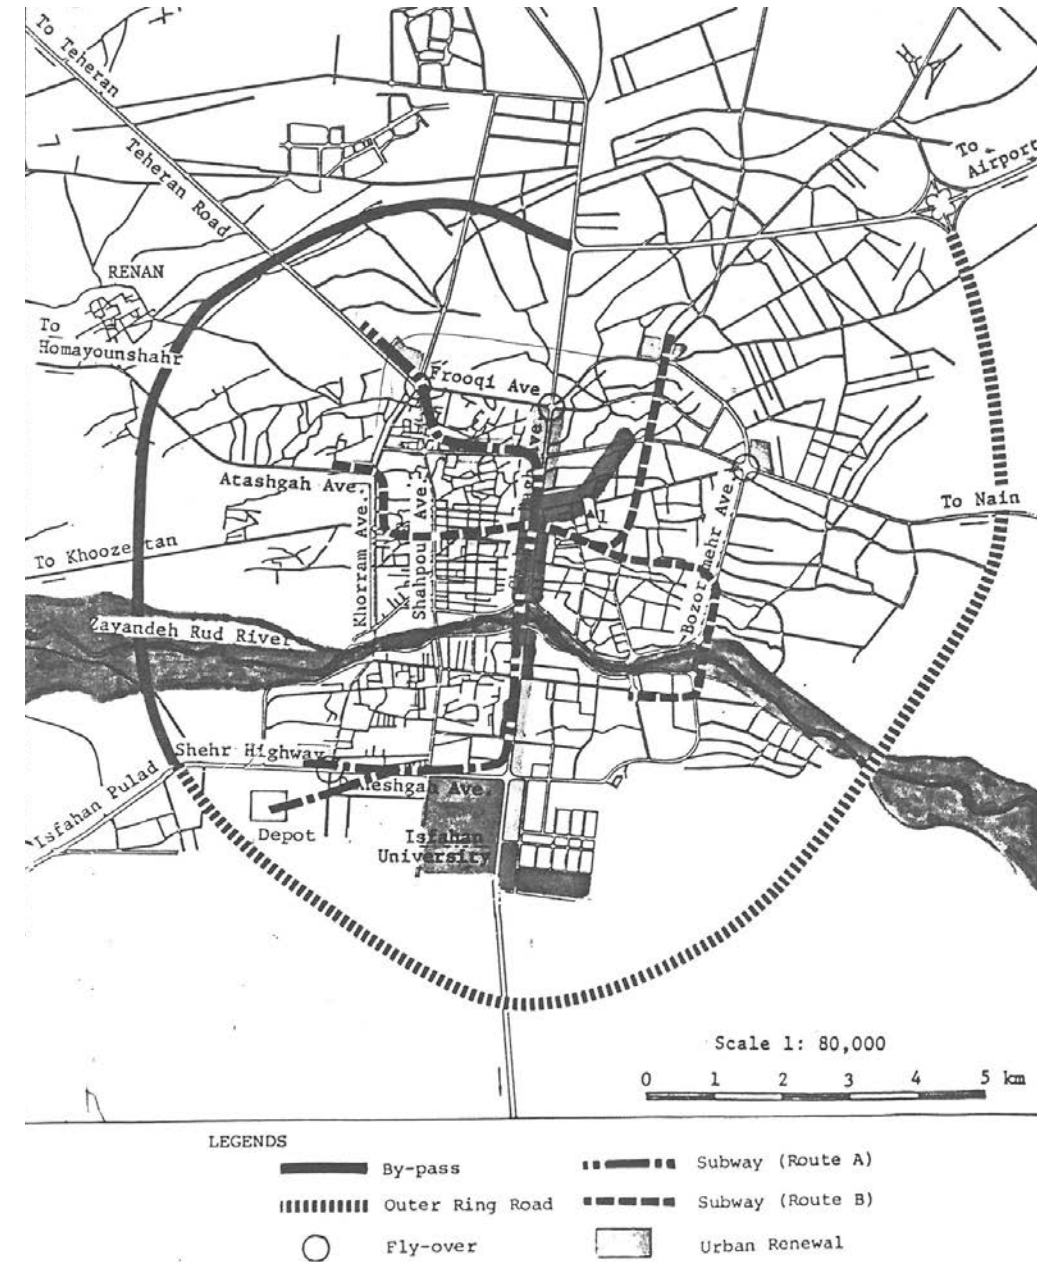 To Teheran
Teheran Road
To
Airport
RENAN
To
Homayounshahr
Frooqi Ave
Atashgah Ave.
Khorram Ave.
Shahpour Ave.
Bozorgmehr Ave.
To Nain
To Khoozestan
Zayandeh Rud River
Shehr Highway
Isfahan Pulad
Depot
Ave.
Isfahan
University
Scale 1: 80,000
0 1 2 3 4 5 km
LEGENDS
By-pass
Subway (Route A)
Outer Ring Road
Subway (Route B)
Fly-over
Urban Renewal